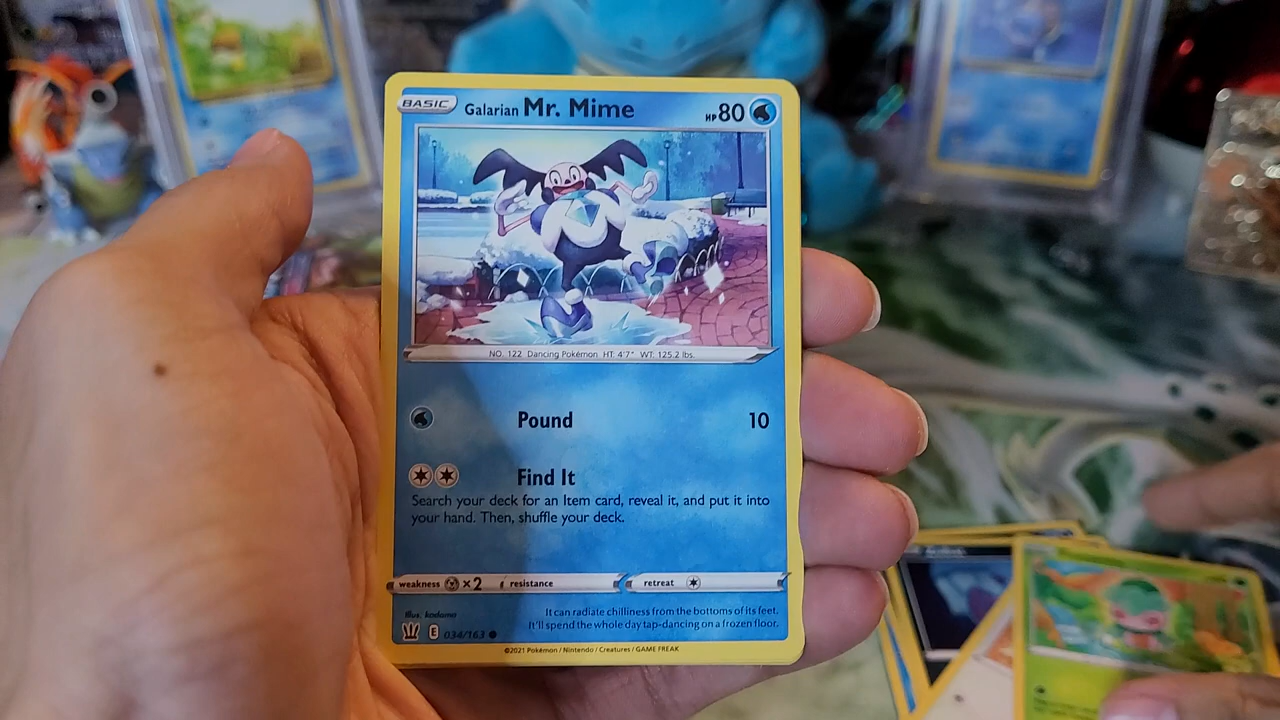 BASIC Galarian Mr. Mime HP 80
NO. 122 Dancing Pokémon HT: 4'7" WT: 125.2 lbs.
Pound 10
Find It
Search your deck for an Item card, reveal it, and put it into
your hand. Then, shuffle your deck.
weakness ×2 resistance retreat
Illus. kodama
It can radiate chilliness from the bottoms of its feet.
It'll spend the whole day tap-dancing on a frozen floor.
E 034/163
©2021 Pokémon / Nintendo / Creatures / GAME FREAK